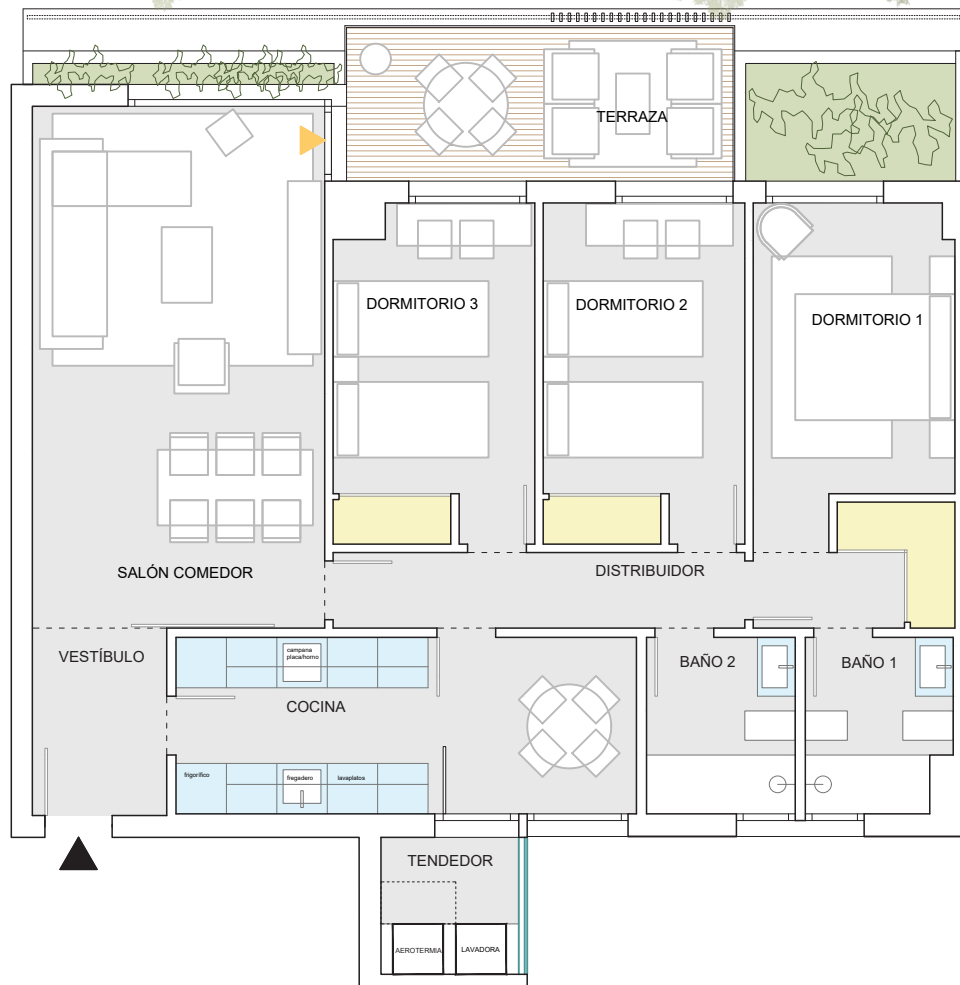 TERRAZA
DORMITORIO 3
DORMITORIO 2
DORMITORIO 1
SALÓN COMEDOR
DISTRIBUIDOR
VESTÍBULO
campana
placa/horno
BAÑO 2
BAÑO 1
COCINA
frigorífico
fregadero
lavaplatos
TENDEDOR
AEROTERMIA
LAVADORA